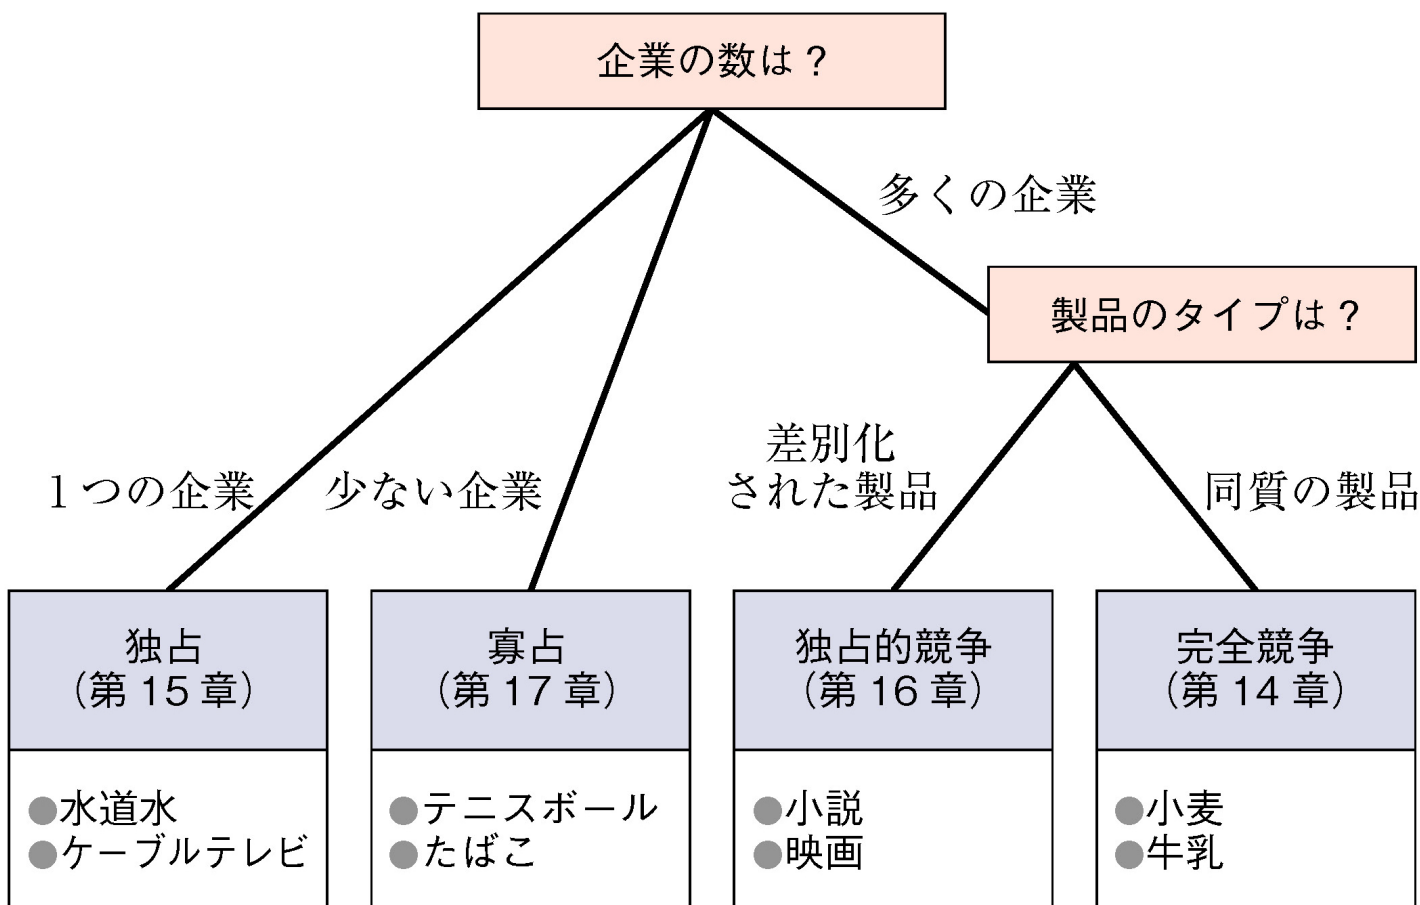 企業の数は？
多くの企業
製品のタイプは？
1つの企業
少ない企業
差別化
された製品
同質の製品
独占
（第15章）
●水道水
●ケーブルテレビ
寡占
（第17章）
●テニスボール
●たばこ
独占的競争
（第16章）
●小説
●映画
完全競争
（第14章）
●小麦
●牛乳